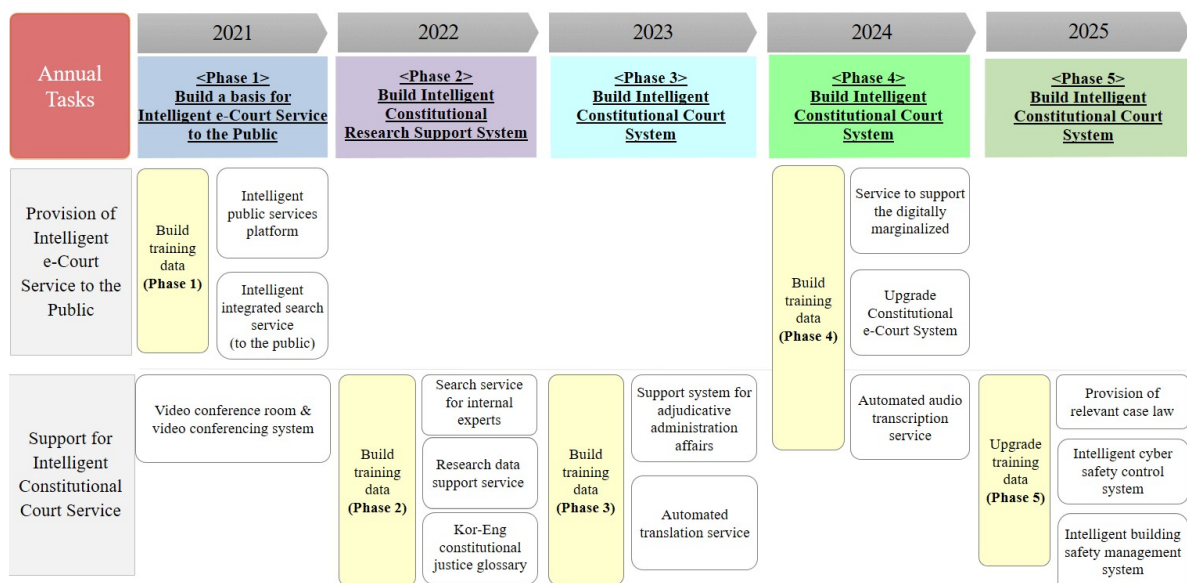 Annual
Tasks
2021
2022
2023
2024
2025
<Phase 1>
Build a basis for
Intelligent e-Court Service
to the Public
<Phase 2>
Build Intelligent
Constitutional
Research Support System
<Phase 3>
Build Intelligent
Constitutional Court
System
<Phase 4>
Build Intelligent
Constitutional Court
System
<Phase 5>
Build Intelligent
Constitutional Court
System
Provision of
Intelligent
e-Court
Service to the
Public
Build
training
data
(Phase 1)
Intelligent
public services
platform
Intelligent
integrated search
service
(to the public)
Build
training
data
(Phase 4)
Service to support
the digitally
marginalized
Upgrade
Constitutional
e-Court System
Support for
Intelligent
Constitutional
Court Service
Video conference room &
video conferencing system
Build
training
data
(Phase 2)
Search service
for internal
experts
Research data
support service
Kor-Eng
constitutional
justice glossary
Build
training
data
(Phase 3)
Support system for
adjudicative
administration
affairs
Automated
translation service
Automated audio
transcription
service
Upgrade
training
data
(Phase 5)
Provision of
relevant case law
Intelligent cyber
safety control
system
Intelligent building
safety management
system